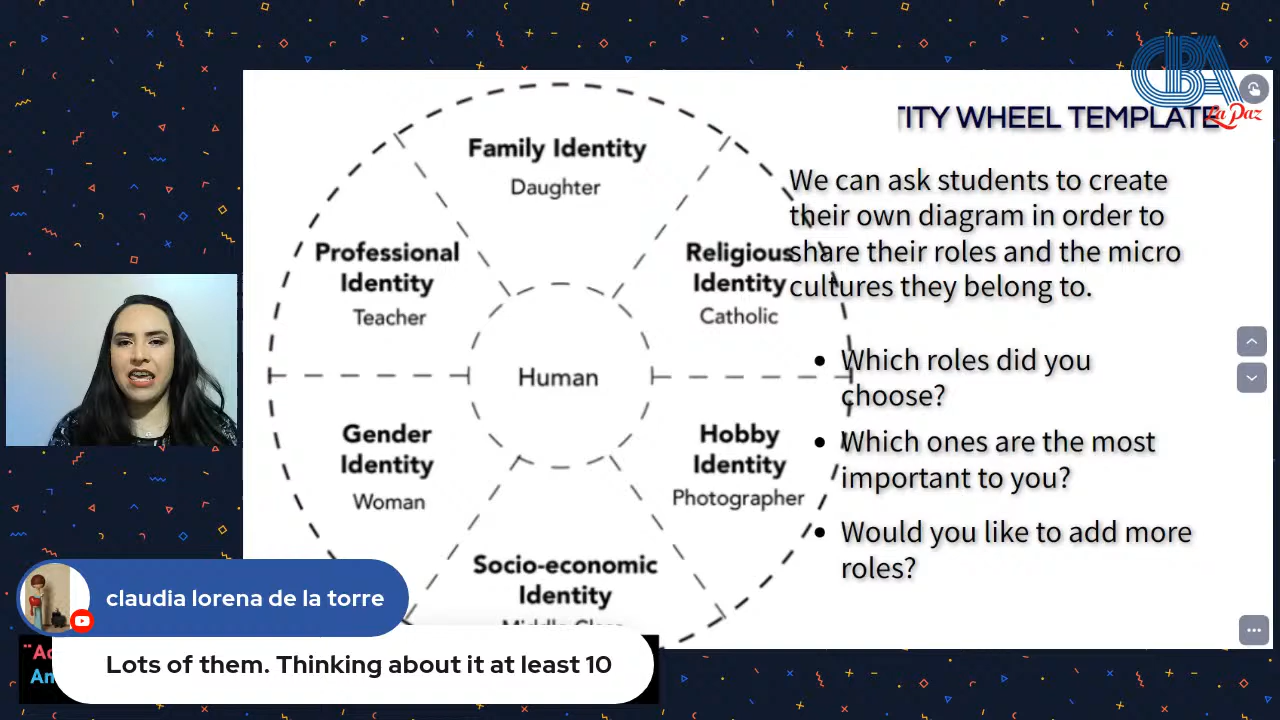 CBA
La Paz
TITY WHEEL TEMPLATE
Family Identity
Daughter
Professional
Identity
Teacher
Religious
Identity
Catholic
Human
Gender
Identity
Woman
Hobby
Identity
Photographer
Socio-economic
Identity
We can ask students to create
their own diagram in order to
share their roles and the micro
cultures they belong to.
• Which roles did you
choose?
• Which ones are the most
important to you?
• Would you like to add more
roles?
claudia lorena de la torre
Lots of them. Thinking about it at least 10